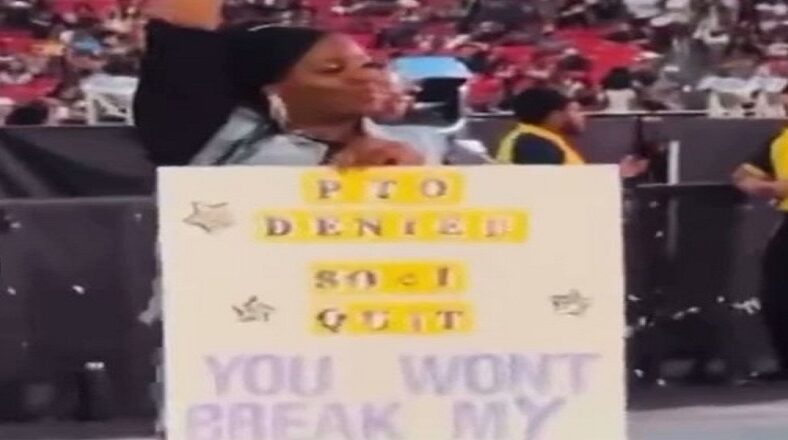 PTO
DENIED
SO I
QUIT
YOU WONT
BREAK MY